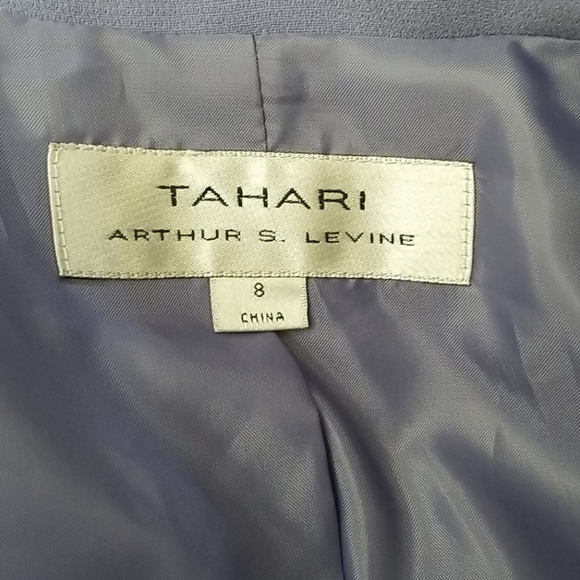 TAHARI
ARTHUR S. LEVINE
8
CHINA